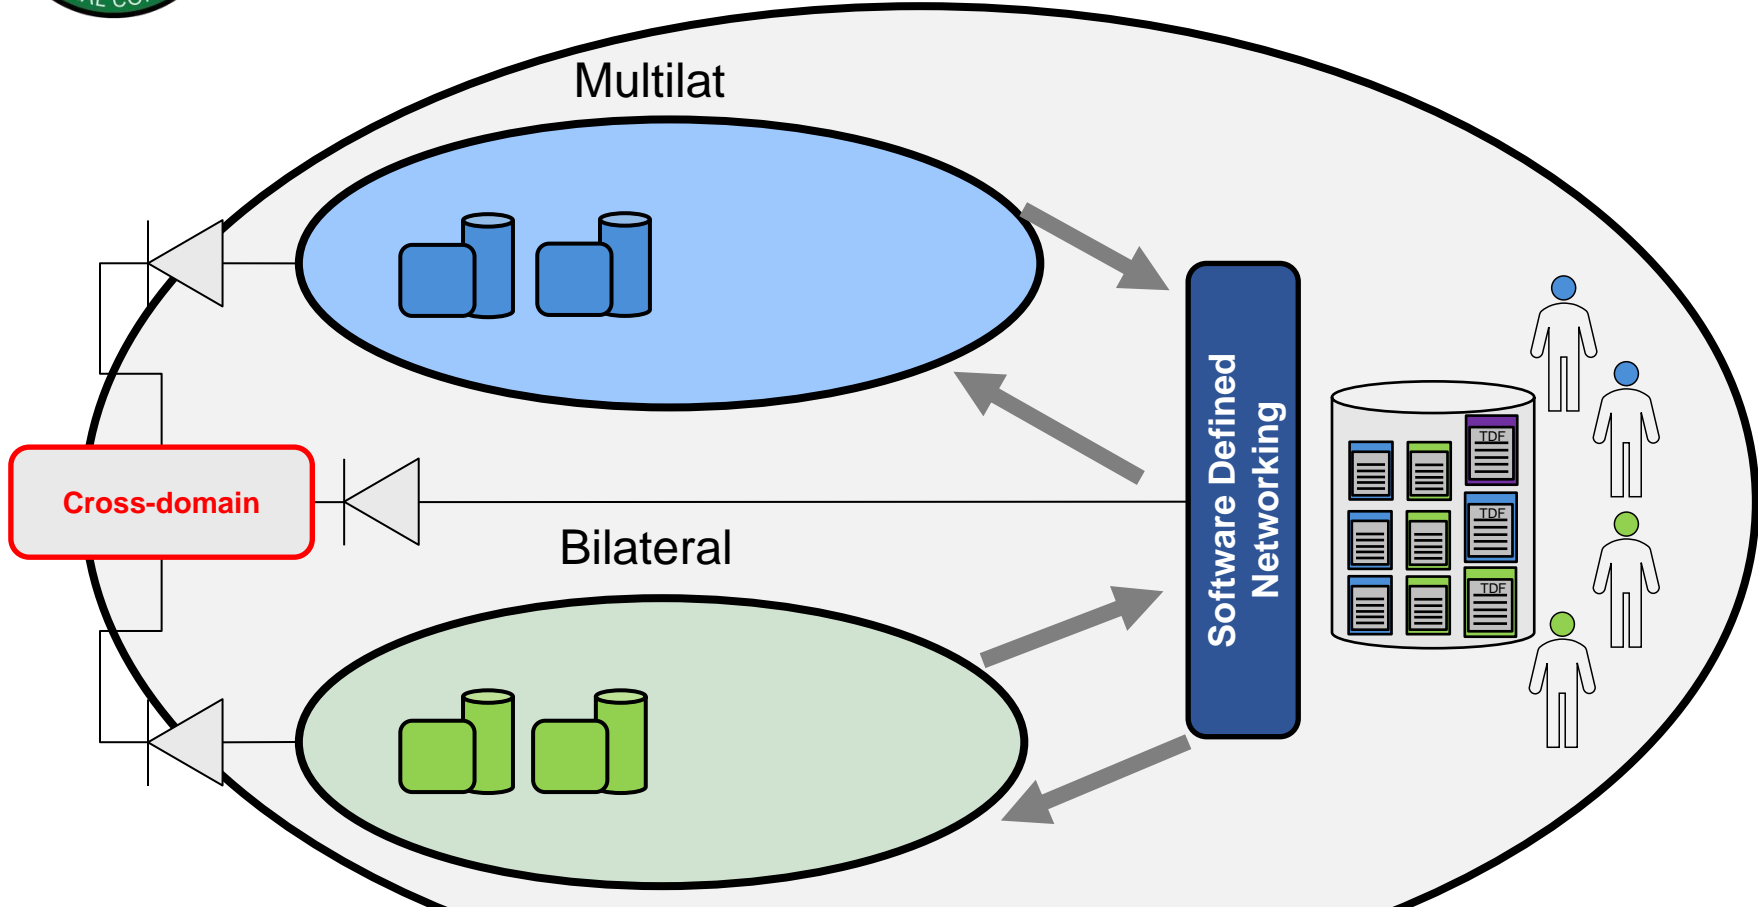 Multilat
Software Defined
Networking
TDF
TDF
TDF
Cross-domain
Bilateral